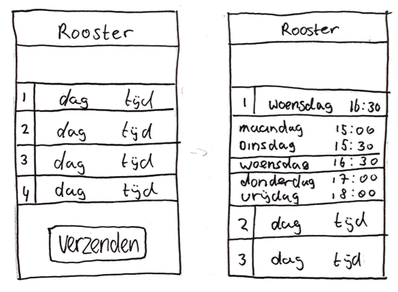 Rooster
1 dag tijd
2 dag tijd
3 dag tijd
4 dag tijd
verzenden
Rooster
1 woensdag 16:30
maandag 15:00
dinsdag 15:30
woensdag 16:30
donderdag 17:00
vrijdag 18:00
2 dag tijd
3 dag tijd